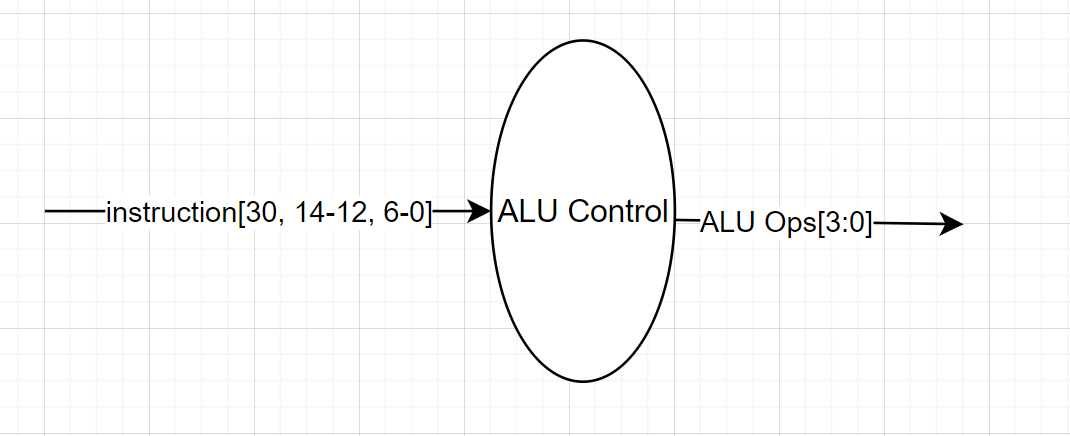 instruction[30, 14-12, 6-0]
ALU Control
ALU Ops[3:0]